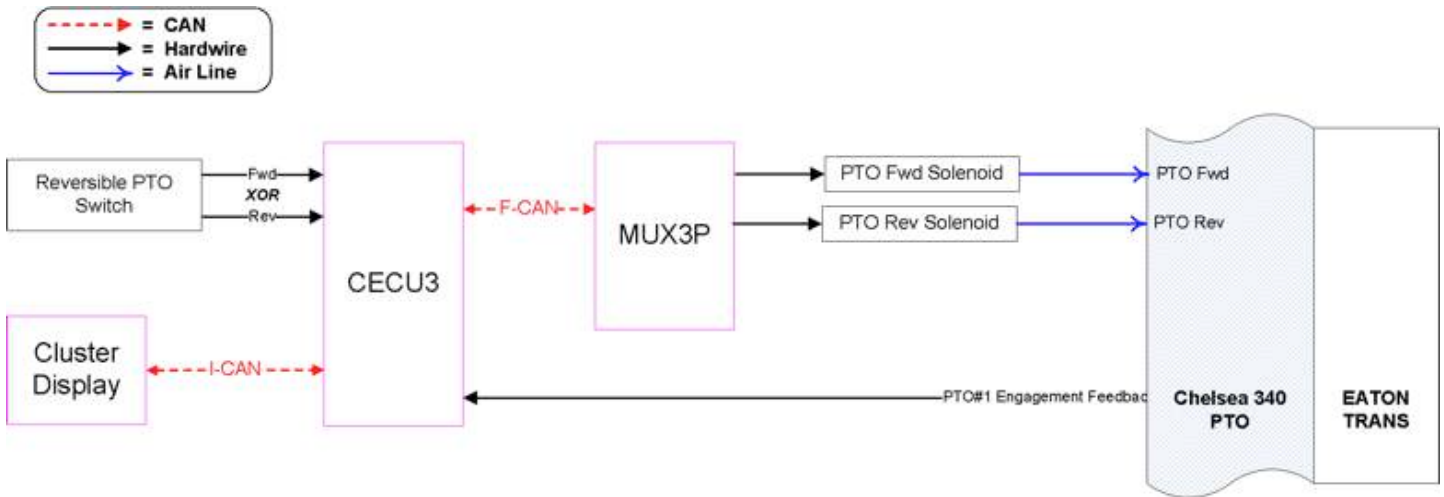 = CAN
= Hardwire
= Air Line
Reversible PTO
Switch
Fwd
XOR
Rev
CECU3
F-CAN
MUX3P
PTO Fwd Solenoid
PTO Rev Solenoid
PTO Fwd
PTO Rev
Cluster
Display
I-CAN
PTO#1 Engagement Feedbac
Chelsea 340
PTO
EATON
TRANS